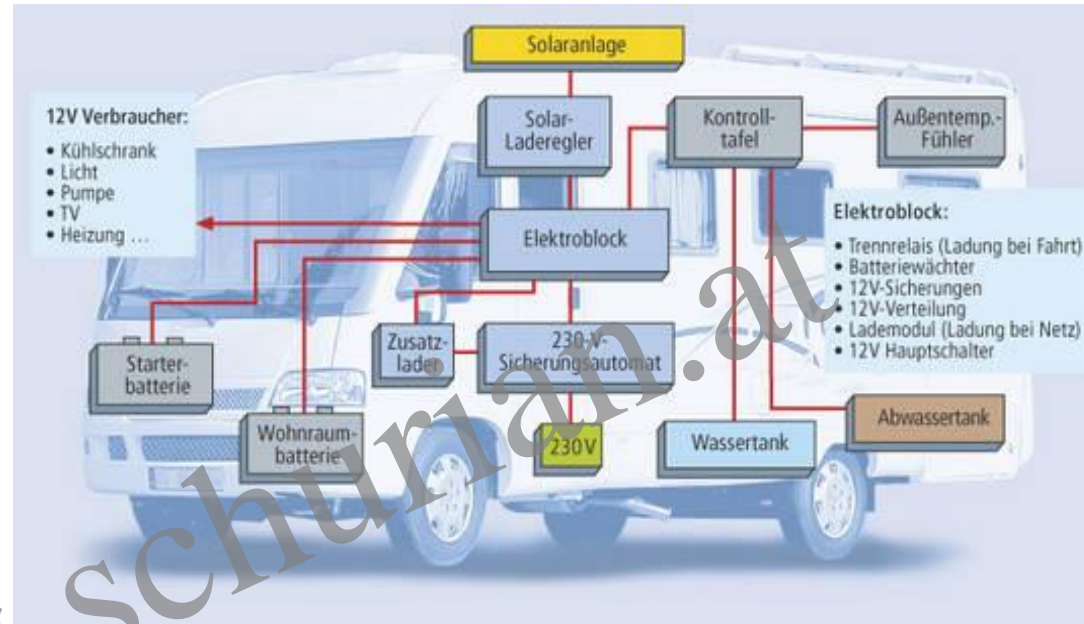 Solaranlage
12V Verbraucher:
• Kühlschrank
• Licht
• Pumpe
• TV
• Heizung ...
Solar-
Laderegler
Kontroll-
tafel
Außentemp.-
Fühler
Elektroblock
Elektroblock:
• Trennrelais (Ladung bei Fahrt)
• Batteriewächter
• 12V-Sicherungen
• 12V-Verteilung
• Lademodul (Ladung bei Netz)
• 12V Hauptschalter
Starter-
batterie
Zusatz-
lader
230-V-
Sicherungsautomat
Wohnraum-
batterie
230 V
Wassertank
Abwassertank
schurian.at